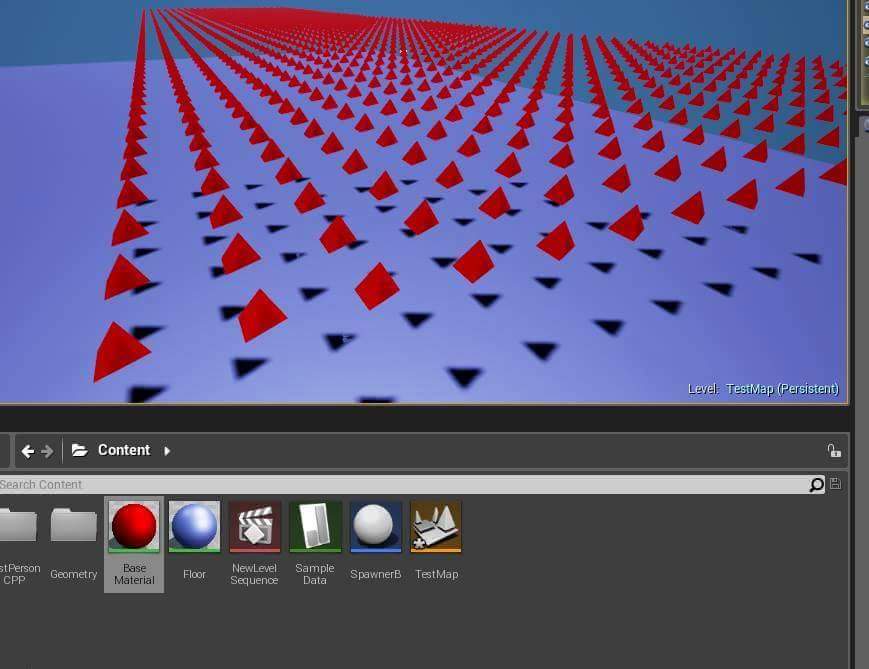 Level: TestMap (Persistent)
Content
Search Content
stPerson
CPP
Geometry
Base
Material
Floor
NewLevel
Sequence
Sample
Data
SpawnerB
TestMap